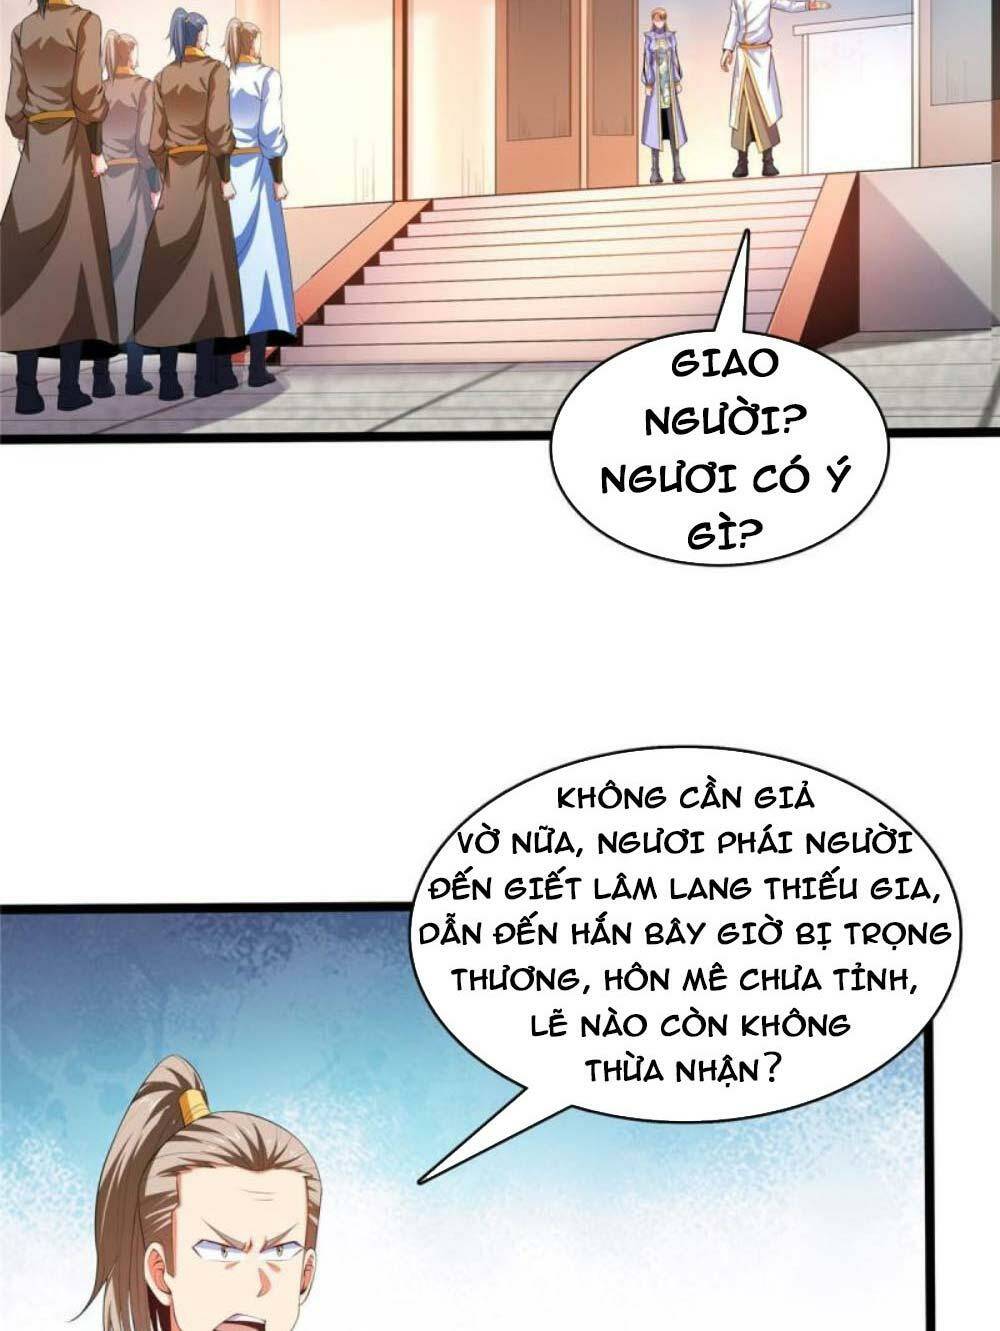 GIAO
NGƯỜI?
NGƯƠI CÓ Ý
GÌ?
KHÔNG CẦN GIẢ
VỜ NỮA, NGƯƠI PHÁI NGƯỜI
ĐẾN GIẾT LÂM LANG THIẾU GIA,
DẪN ĐẾN HẮN BÂY GIỜ BỊ TRỌNG
THƯƠNG, HÔN MÊ CHƯA TỈNH,
LẼ NÀO CÒN KHÔNG
THỪA NHẬN?